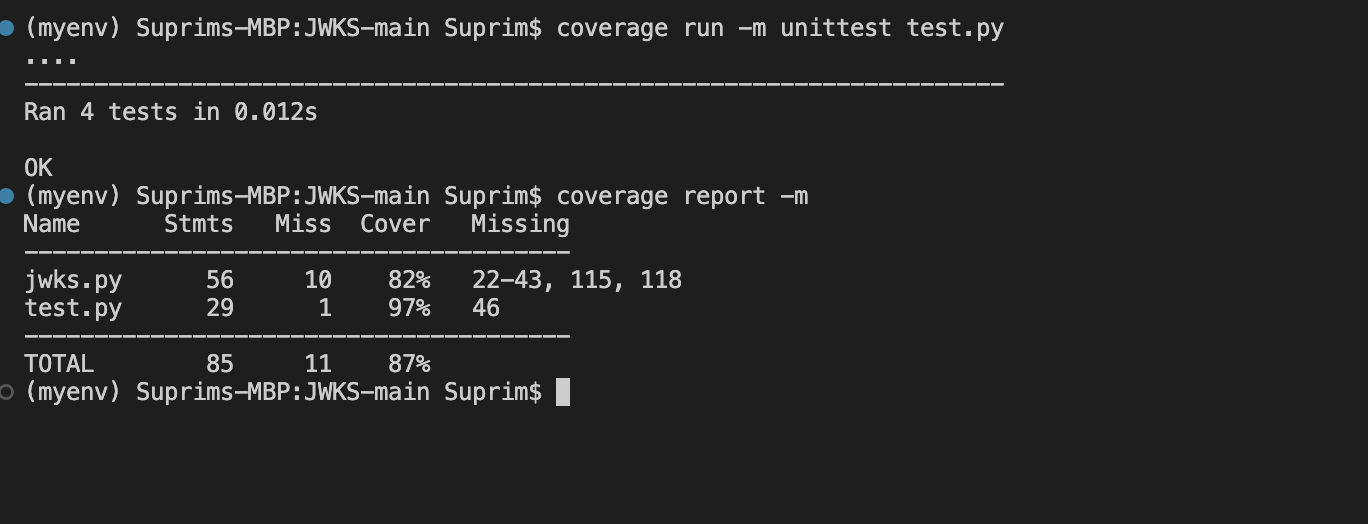 (myenv) Suprims-MBP:JWKS-main Suprim$ coverage run -m unittest test.py
....
----------------------------------------------------------------------
Ran 4 tests in 0.012s
OK
(myenv) Suprims-MBP:JWKS-main Suprim$ coverage report -m
Name      Stmts   Miss  Cover   Missing
---------------------------------------
jwks.py      56     10    82%   22-43, 115, 118
test.py      29      1    97%   46
---------------------------------------
TOTAL        85     11    87%
(myenv) Suprims-MBP:JWKS-main Suprim$